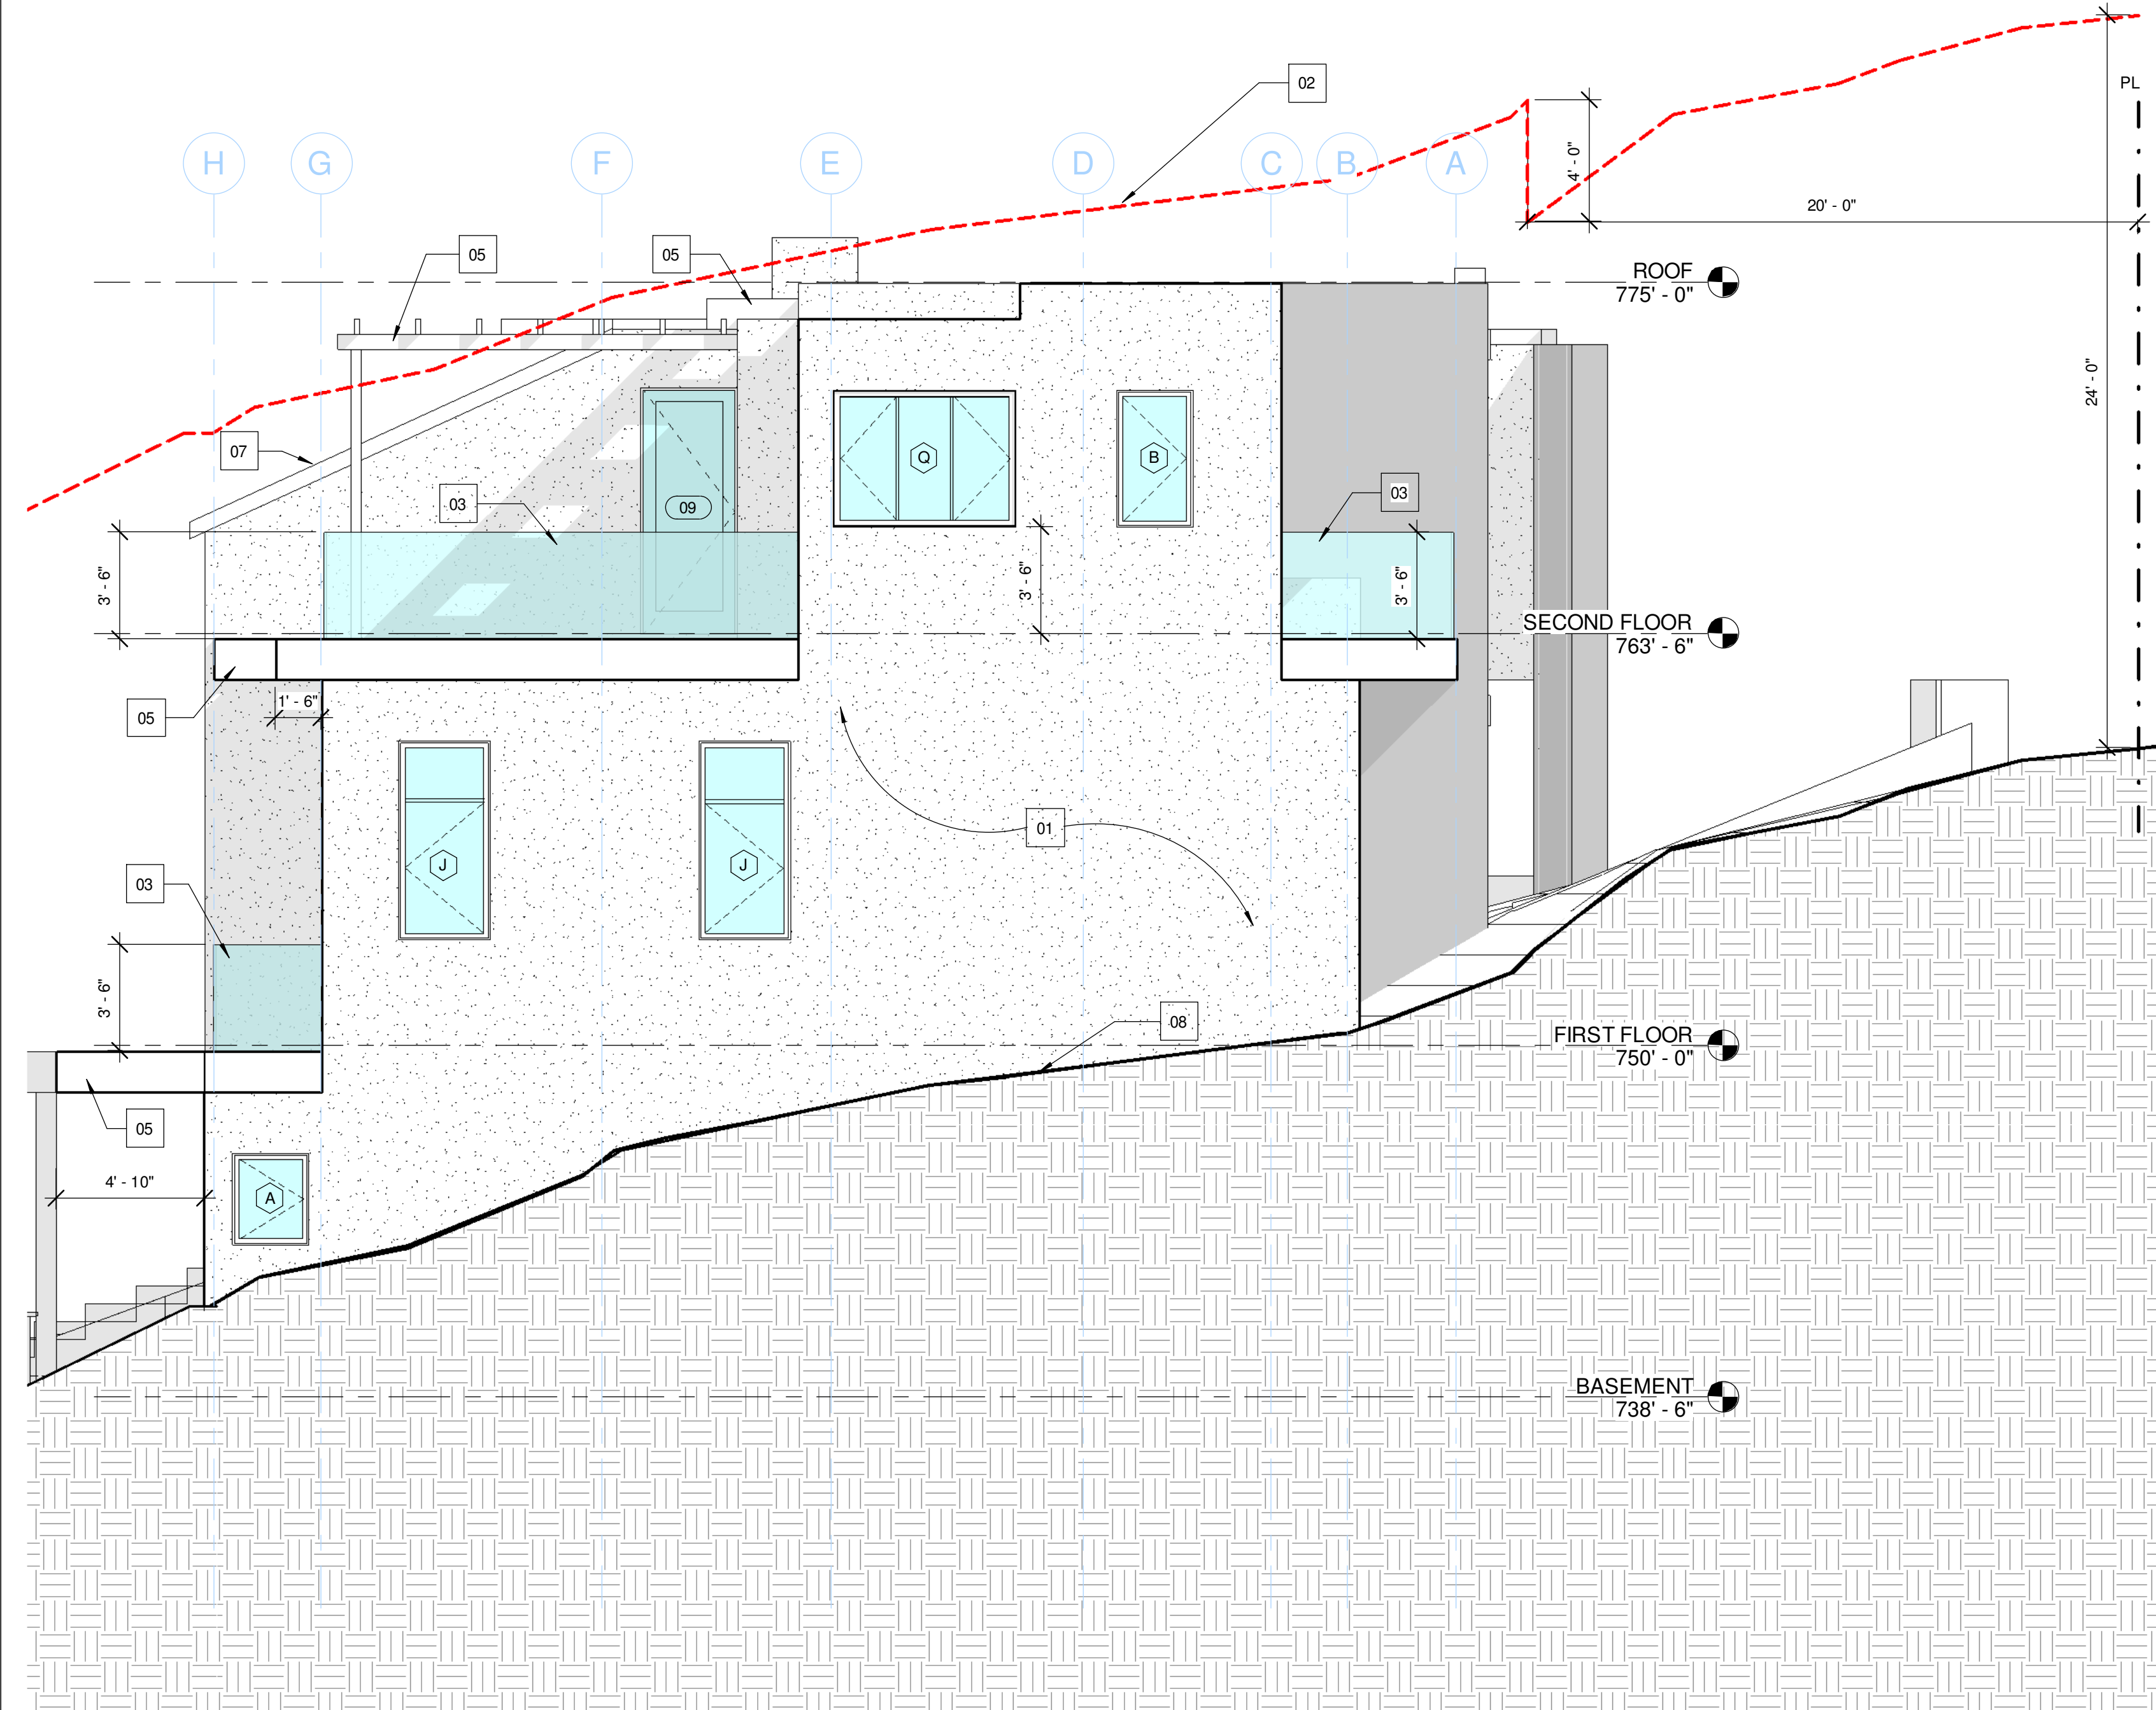 PL
02
H
G
F
E
D
C
B
A
4' - 0"
20' - 0"
05
05
ROOF
775' - 0"
24' - 0"
07
Q
B
03
03
09
3' - 6"
3' - 6"
3' - 6"
SECOND FLOOR
763' - 6"
05
1' - 6"
01
J
J
03
3' - 6"
08
FIRST FLOOR
750' - 0"
05
4' - 10"
A
BASEMENT
738' - 6"